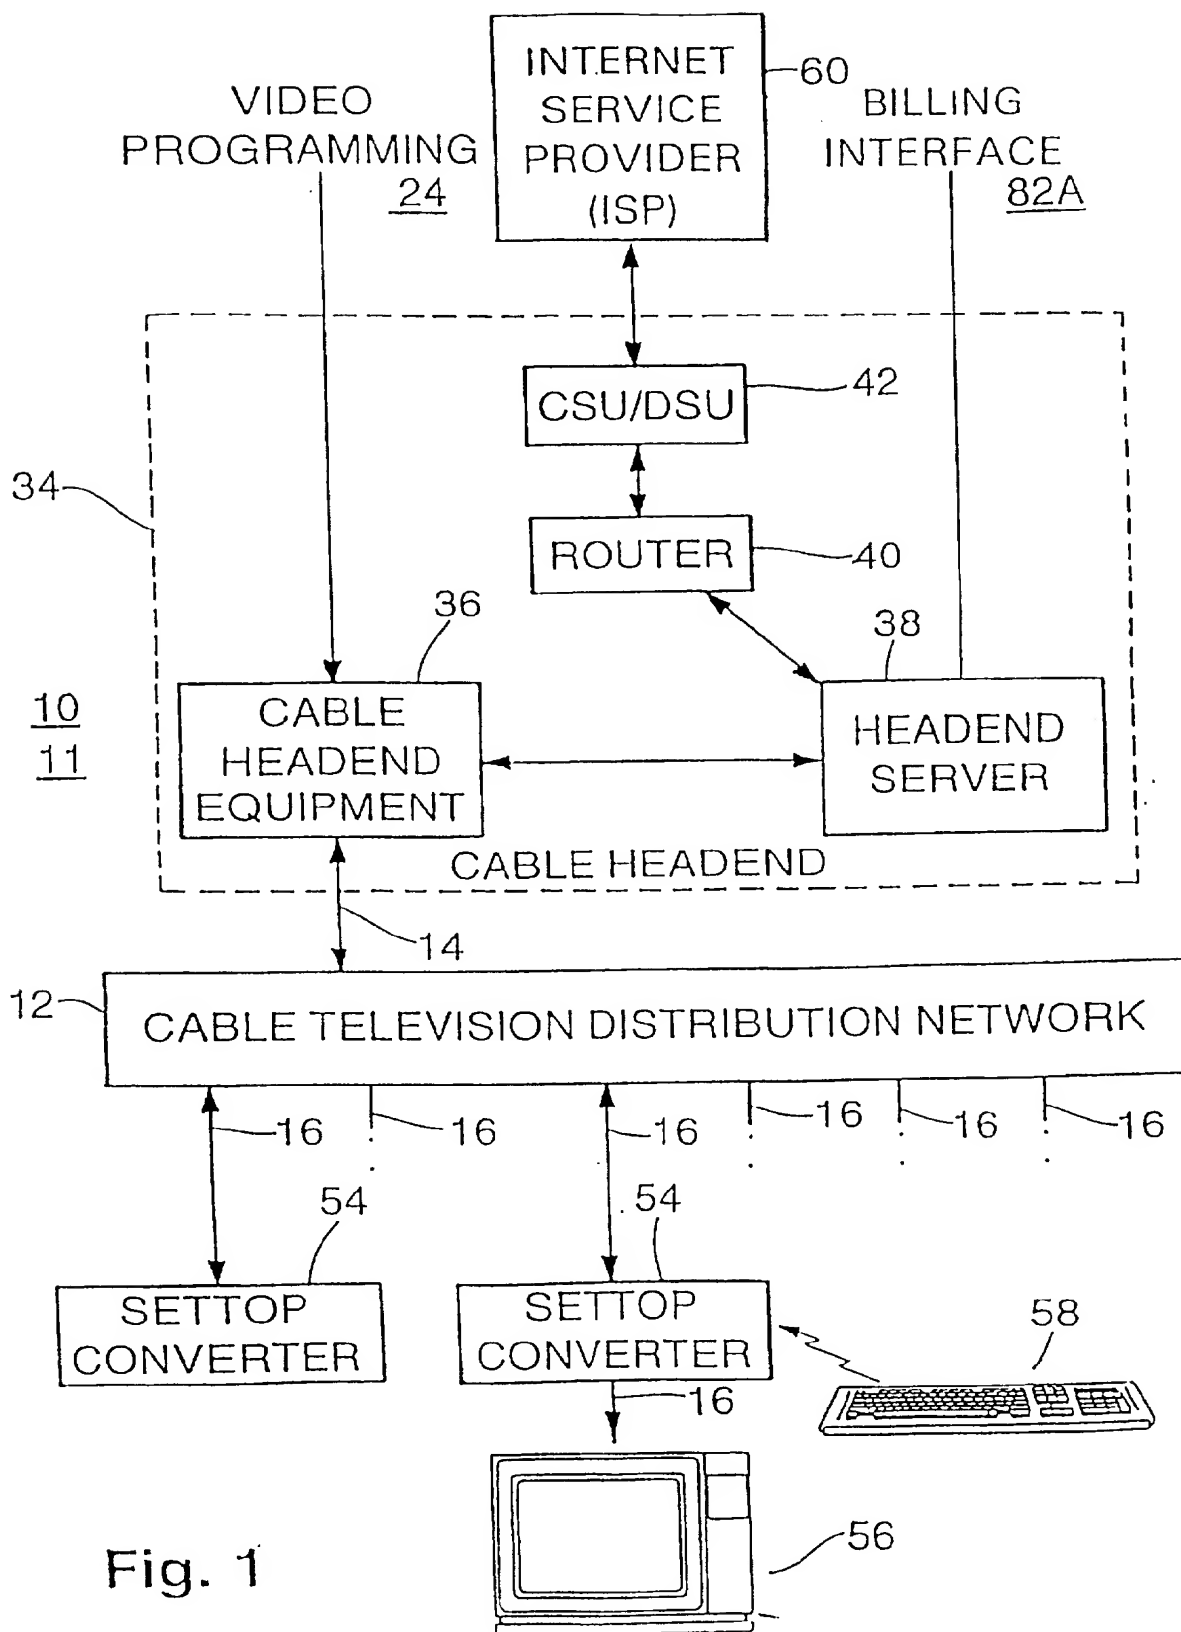 INTERNET
SERVICE
PROVIDER
(ISP)
60
VIDEO
PROGRAMMING
24
BILLING
INTERFACE
82A
CSU/DSU
42
34
ROUTER
40
36
38
CABLE
HEADEND
EQUIPMENT
HEADEND
SERVER
10
11
CABLE HEADEND
14
12
CABLE TELEVISION DISTRIBUTION NETWORK
16 16 16 16 16 16
54 54
SETTOP
CONVERTER
SETTOP
CONVERTER
58
16
56
Fig. 1